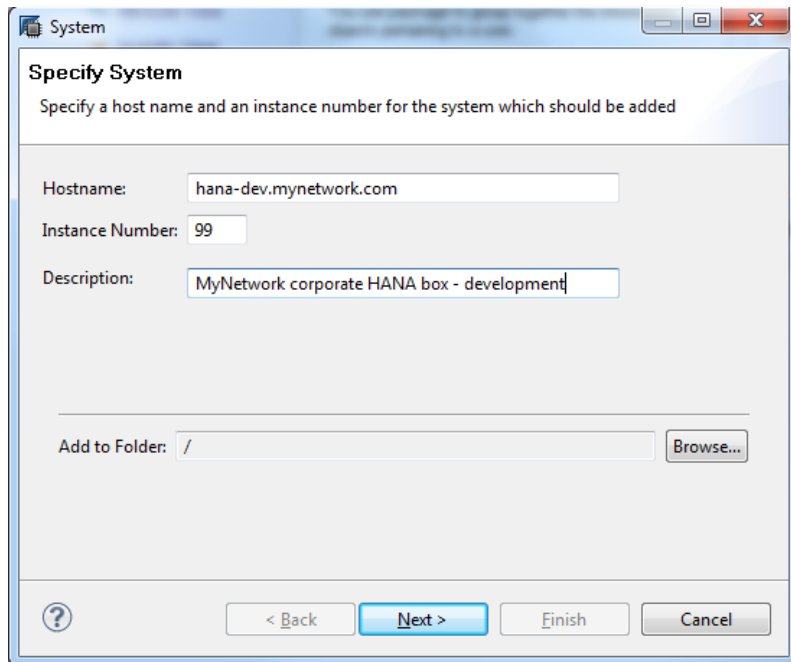 System
Specify System
Specify a host name and an instance number for the system which should be added
Hostname: hana-dev.mynetwork.com
Instance Number: 99
Description: MyNetwork corporate HANA box - development
Add to Folder: / Browse...
? < Back Next > Finish Cancel